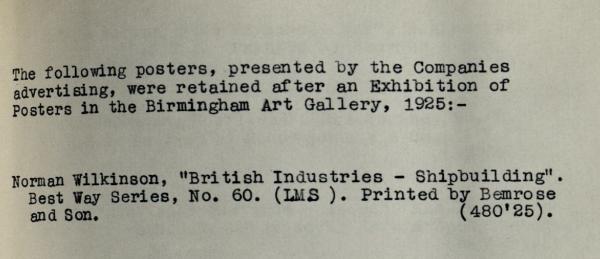 The following posters, presented by the Companies
advertising, were retained after an Exhibition of
Posters in the Birmingham Art Gallery, 1925:-
Norman Wilkinson, "British Industries - Shipbuilding".
Best Way Series, No. 60. (LMS ). Printed by Bemrose
and Son. (480'25).